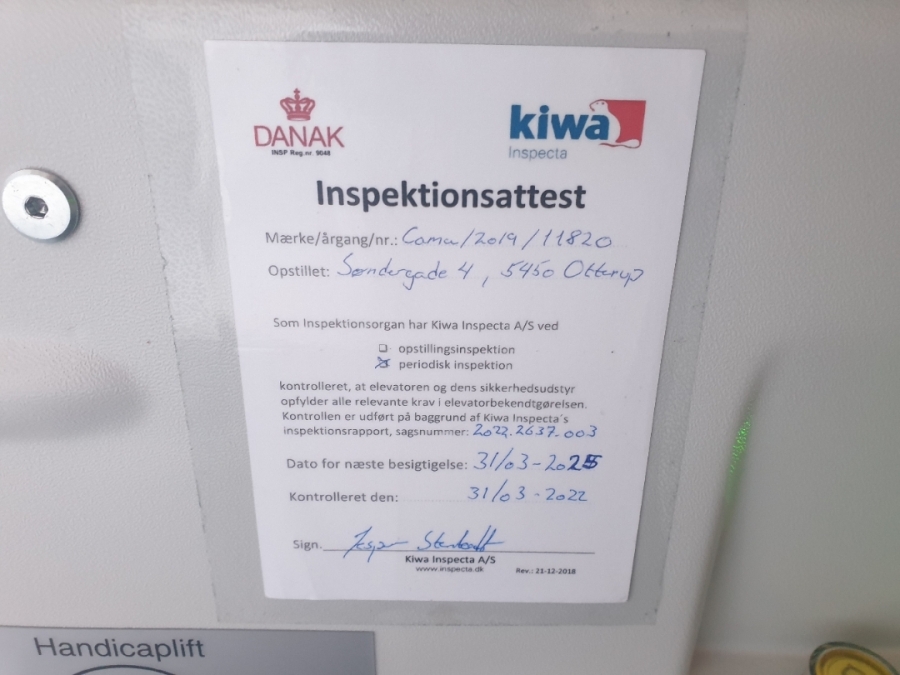 DANAK
INSP Reg.nr. 9048
kiwa
Inspecta
Inspektionsattest
Mærke/årgang/nr.: Cama/2019/11820
Opstillet: Søndergade 4, 5450 Otterup
Som Inspektionsorgan har Kiwa Inspecta A/S ved
opstillingsinspektion
periodisk inspektion
kontrolleret, at elevatoren og dens sikkerhedsudstyr
opfylder alle relevante krav i elevatorbekendtgørelsen.
Kontrollen er udført på baggrund af Kiwa Inspecta´s
inspektionsrapport, sagsnummer: 2022.2637.003
Dato for næste besigtigelse: 31/03-2025
Kontrolleret den: 31/03-2022
Sign. Jesper
Kiwa Inspecta A/S
www.inspecta.dk
Rev.: 21-12-2018
Handicaplift